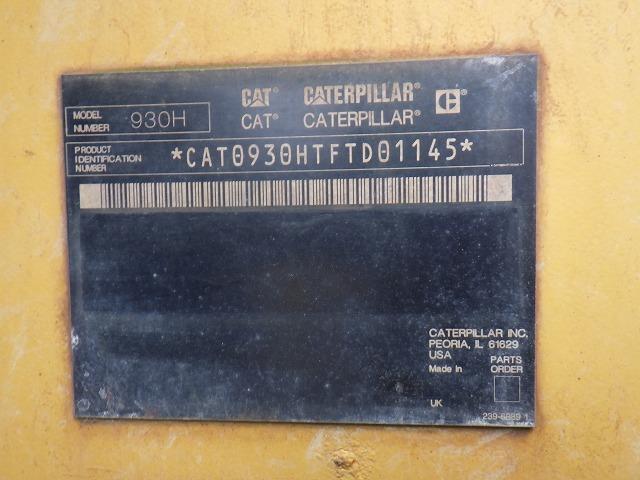 CAT CATERPILLAR® C®
MODEL NUMBER 930H CAT® CATERPILLAR®
PRODUCT IDENTIFICATION NUMBER *CAT0930HTFTD01145*
CATERPILLAR INC.
PEORIA, IL 61629
USA
Made In
PARTS ORDER
UK
239-6889 1